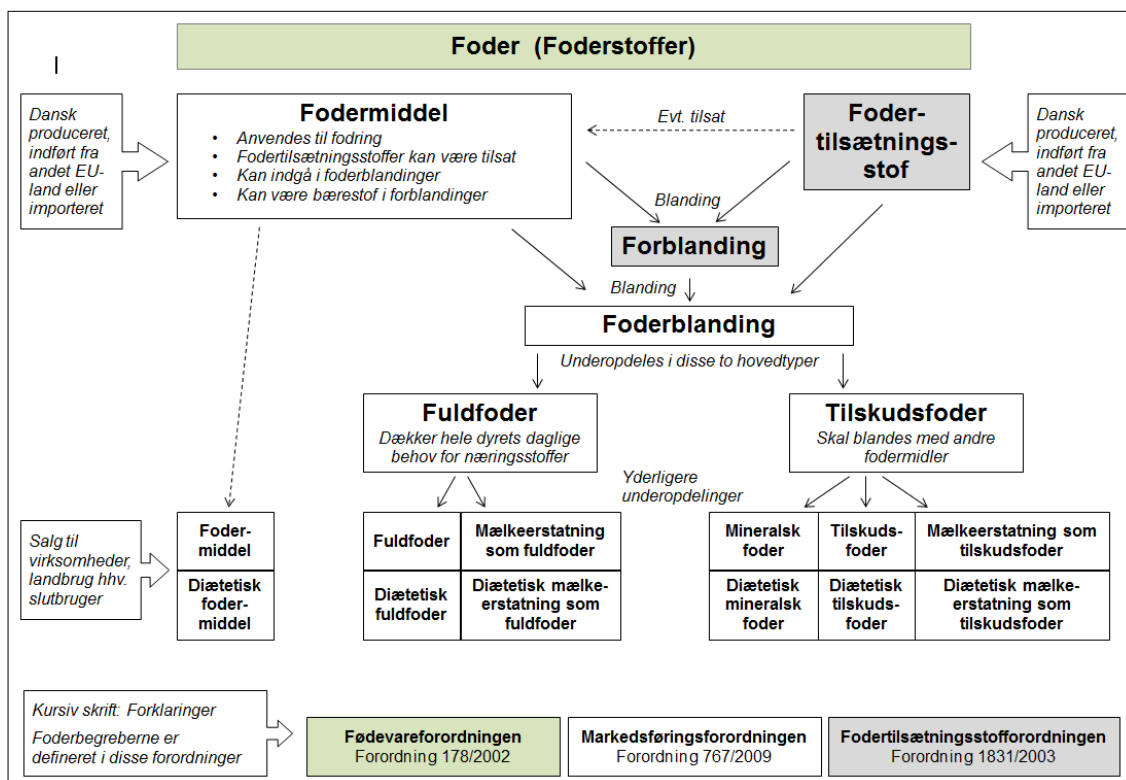 Foder (Foderstoffer)
Dansk
produceret,
indført fra
andet EU-
land eller
importeret
Fodermiddel
• Anvendes til fodring
• Fodertilsætningsstoffer kan være tilsat
• Kan indgå i foderblandinger
• Kan være bærestof i forblandinger
Evt. tilsat
Foder-
tilsætnings-
stof
Dansk
produceret,
indført fra
andet EU-
land eller
importeret
Blanding
Forblanding
Blanding
Foderblanding
Underopdeles i disse to hovedtyper
Fuldfoder
Dækker hele dyrets daglige
behov for næringsstoffer
Tilskudsfoder
Skal blandes med andre
fodermidler
Yderligere
underopdelinger
Salg til
virksomheder,
landbrug hhv.
slutbruger
Foder-
middel
Diætetisk
foder-
middel
Fuldfoder
Mælkeerstatning
som fuldfoder
Diætetisk
fuldfoder
Diætetisk mælke-
erstatning som
fuldfoder
Mineralsk
foder
Tilskuds-
foder
Mælkeerstatning som
tilskudsfoder
Diætetisk
mineralsk
foder
Diætetisk
tilskuds-
foder
Diætetisk mælke-
erstatning som
tilskudsfoder
Kursiv skrift: Forklaringer
Foderbegreberne er
defineret i disse forordninger
Fødevareforordningen
Forordning 178/2002
Markedsføringsforordningen
Forordning 767/2009
Fodertilsætningsstofforordningen
Forordning 1831/2003